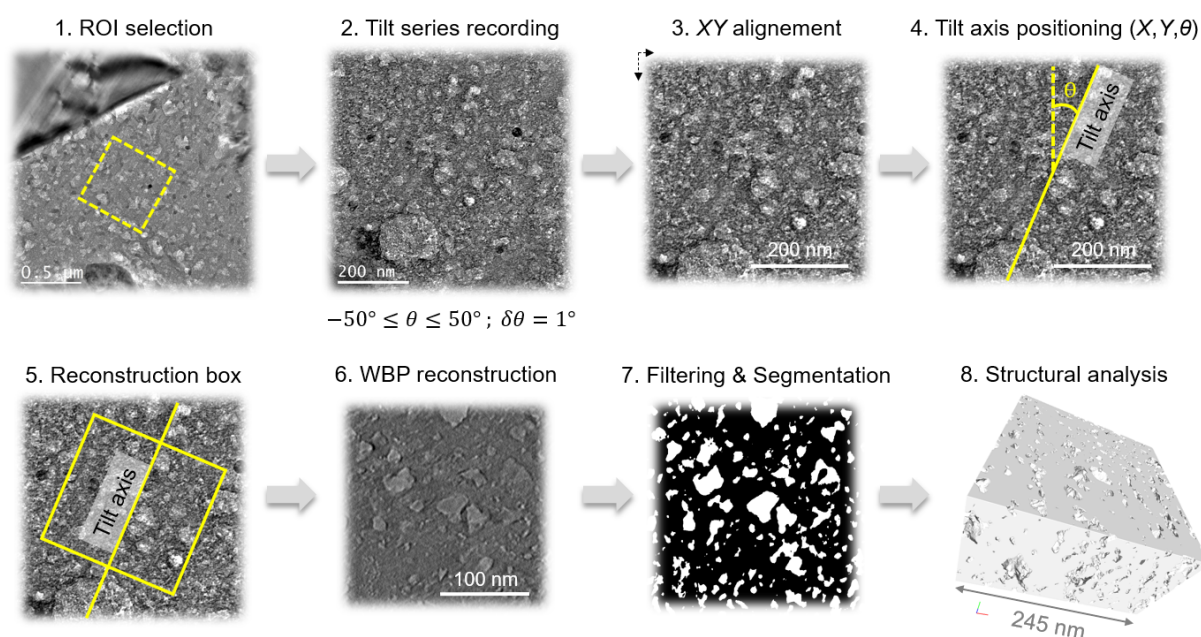 1. ROI selection
2. Tilt series recording
3. XY alignement
4. Tilt axis positioning (X,Y,θ)
0.5 μm
200 nm
200 nm
θ
Tilt axis
200 nm
−50° ≤ θ ≤ 50° ; δθ = 1°
5. Reconstruction box
6. WBP reconstruction
7. Filtering & Segmentation
8. Structural analysis
Tilt axis
100 nm
245 nm